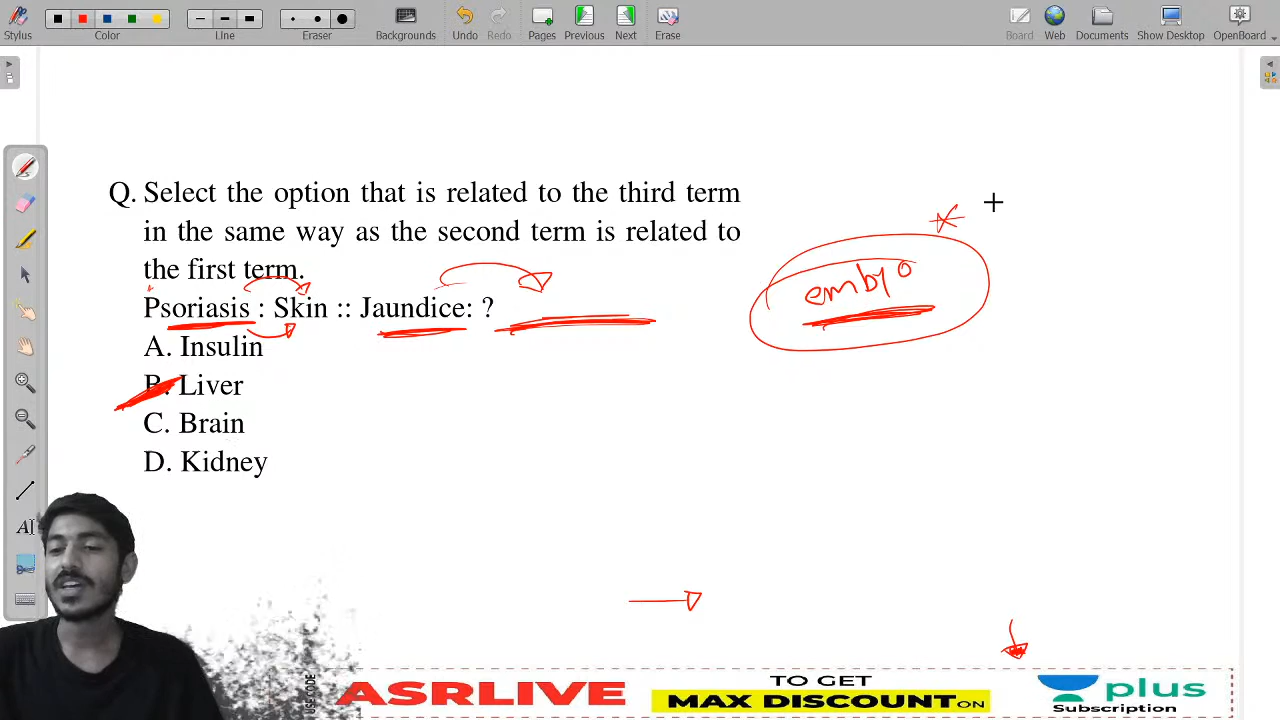 Stylus
Color
Line
Eraser
Backgrounds
Undo
Redo
Pages
Previous
Next
Erase
Board
Web
Documents
Show Desktop
OpenBoard
Q. Select the option that is related to the third term
in the same way as the second term is related to
the first term.
Psoriasis : Skin :: Jaundice: ?
A. Insulin
B. Liver
C. Brain
D. Kidney
embyo
AI
USE CODE
ASRLIVE
TO GET
MAX DISCOUNT ON
plus
Subscription